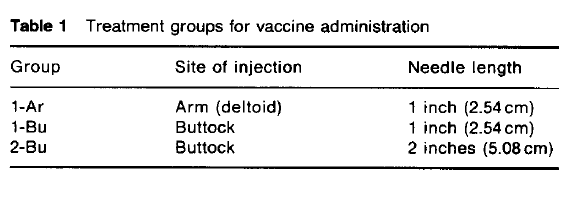 Table 1 Treatment groups for vaccine administration
Group Site of injection Needle length
1-Ar Arm (deltoid) 1 inch (2.54 cm)
1-Bu Buttock 1 inch (2.54 cm)
2-Bu Buttock 2 inches (5.08 cm)